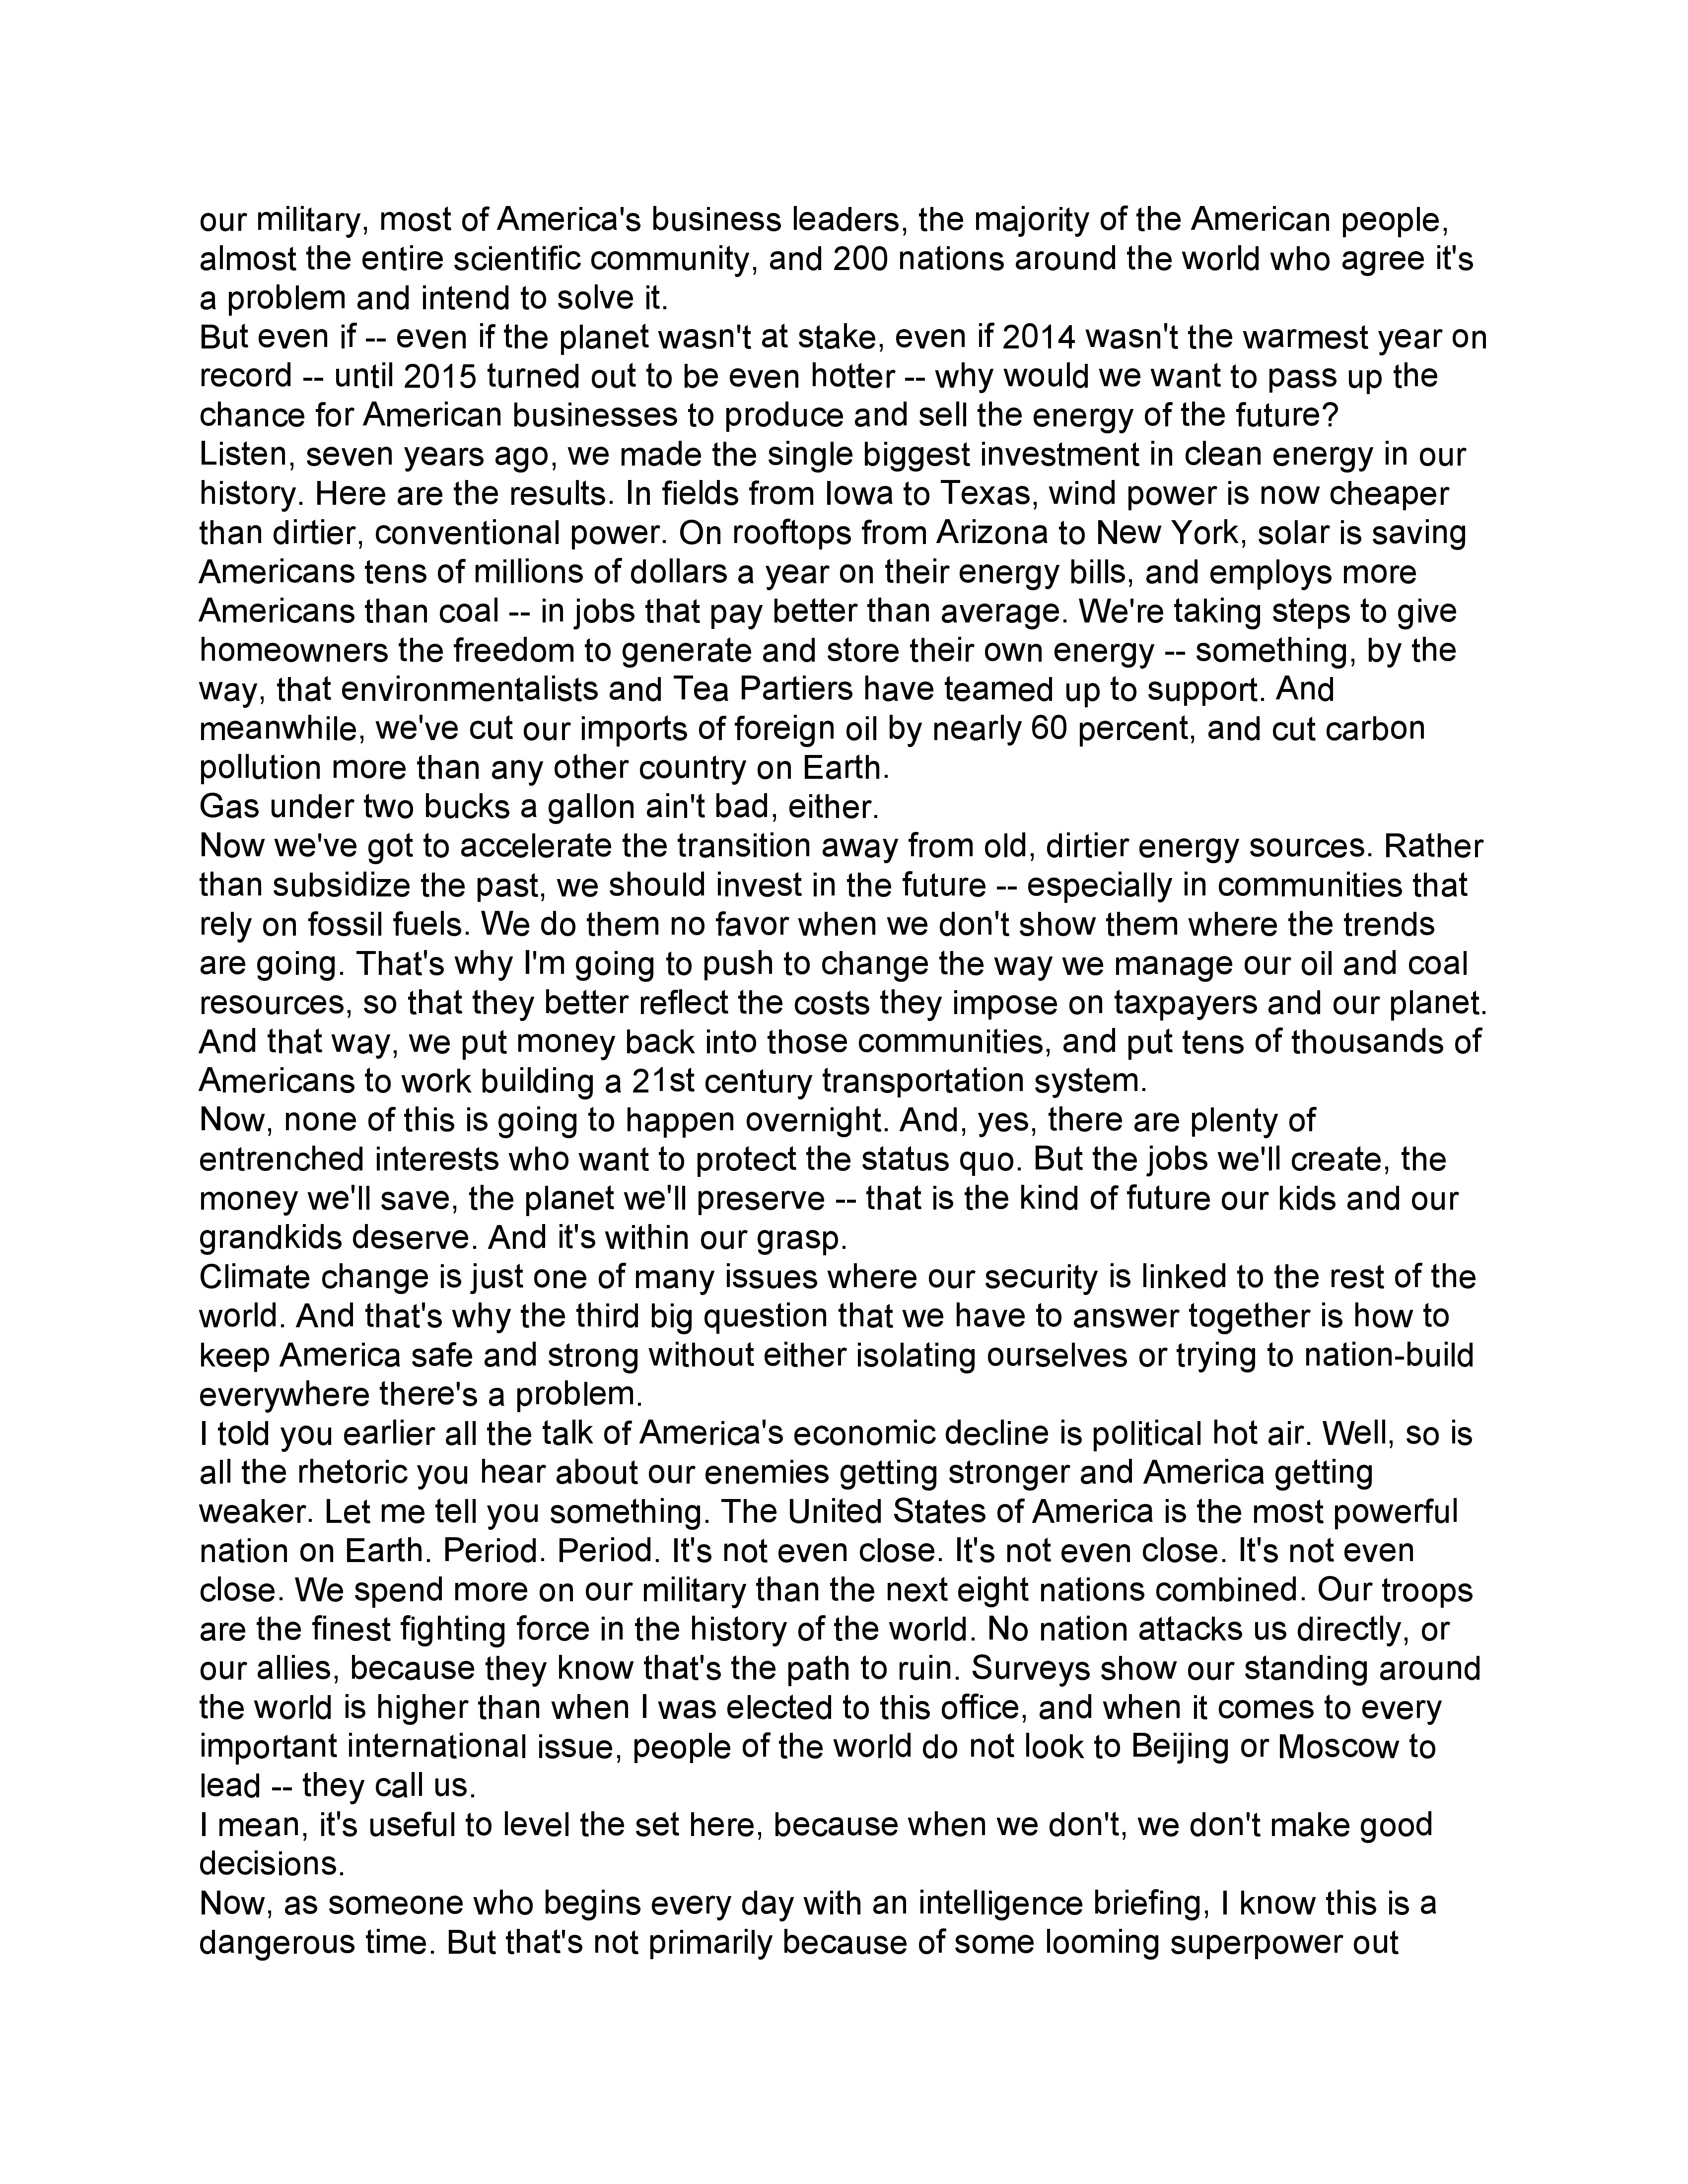 our military, most of America's business leaders, the majority of the American people,
almost the entire scientific community, and 200 nations around the world who agree it's
a problem and intend to solve it.
But even if -- even if the planet wasn't at stake, even if 2014 wasn't the warmest year on
record -- until 2015 turned out to be even hotter -- why would we want to pass up the
chance for American businesses to produce and sell the energy of the future?
Listen, seven years ago, we made the single biggest investment in clean energy in our
history. Here are the results. In fields from Iowa to Texas, wind power is now cheaper
than dirtier, conventional power. On rooftops from Arizona to New York, solar is saving
Americans tens of millions of dollars a year on their energy bills, and employs more
Americans than coal -- in jobs that pay better than average. We're taking steps to give
homeowners the freedom to generate and store their own energy -- something, by the
way, that environmentalists and Tea Partiers have teamed up to support. And
meanwhile, we've cut our imports of foreign oil by nearly 60 percent, and cut carbon
pollution more than any other country on Earth.
Gas under two bucks a gallon ain't bad, either.
Now we've got to accelerate the transition away from old, dirtier energy sources. Rather
than subsidize the past, we should invest in the future -- especially in communities that
rely on fossil fuels. We do them no favor when we don't show them where the trends
are going. That's why I'm going to push to change the way we manage our oil and coal
resources, so that they better reflect the costs they impose on taxpayers and our planet.
And that way, we put money back into those communities, and put tens of thousands of
Americans to work building a 21st century transportation system.
Now, none of this is going to happen overnight. And, yes, there are plenty of
entrenched interests who want to protect the status quo. But the jobs we'll create, the
money we'll save, the planet we'll preserve -- that is the kind of future our kids and our
grandkids deserve. And it's within our grasp.
Climate change is just one of many issues where our security is linked to the rest of the
world. And that's why the third big question that we have to answer together is how to
keep America safe and strong without either isolating ourselves or trying to nation-build
everywhere there's a problem.
I told you earlier all the talk of America's economic decline is political hot air. Well, so is
all the rhetoric you hear about our enemies getting stronger and America getting
weaker. Let me tell you something. The United States of America is the most powerful
nation on Earth. Period. Period. It's not even close. It's not even close. It's not even
close. We spend more on our military than the next eight nations combined. Our troops
are the finest fighting force in the history of the world. No nation attacks us directly, or
our allies, because they know that's the path to ruin. Surveys show our standing around
the world is higher than when I was elected to this office, and when it comes to every
important international issue, people of the world do not look to Beijing or Moscow to
lead -- they call us.
I mean, it's useful to level the set here, because when we don't, we don't make good
decisions.
Now, as someone who begins every day with an intelligence briefing, I know this is a
dangerous time. But that's not primarily because of some looming superpower out